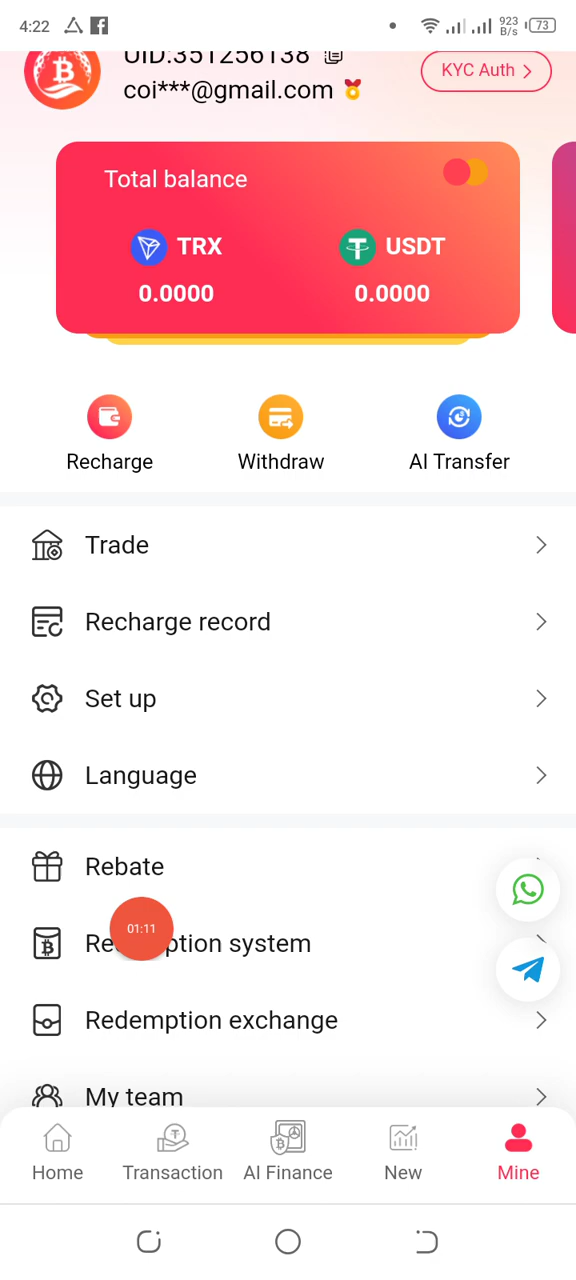 4:22
923
B/s
73
UID:351256138
coi***@gmail.com
KYC Auth
Total balance
TRX
USDT
0.0000
0.0000
Recharge
Withdraw
AI Transfer
Trade
Recharge record
Set up
Language
Rebate
01:11
Re ption system
Redemption exchange
My team
Home
Transaction
AI Finance
New
Mine